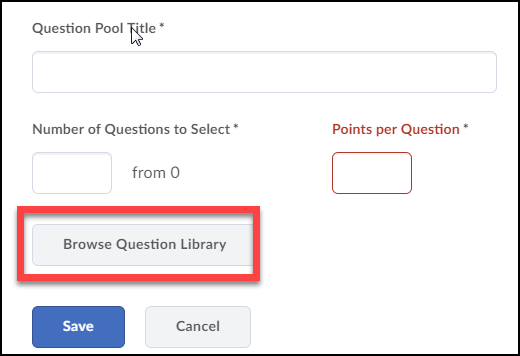 Question Pool Title *
Number of Questions to Select * Points per Question *
from 0
Browse Question Library
Save Cancel